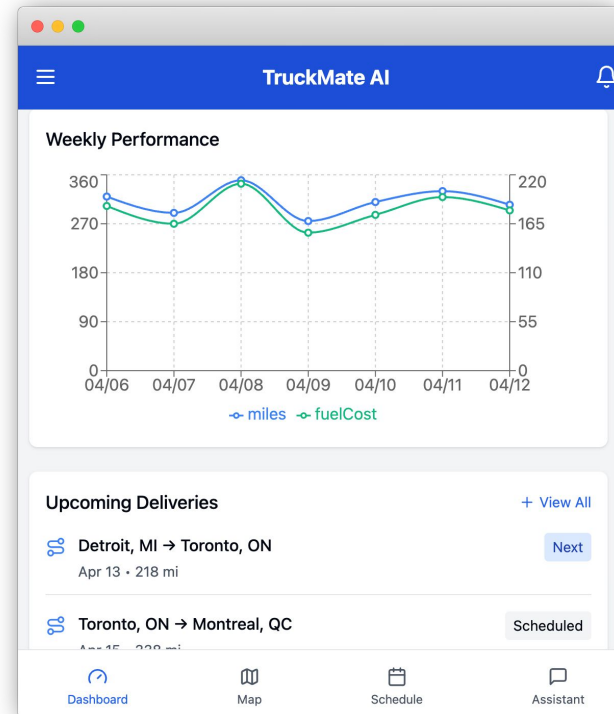 TruckMate AI
Weekly Performance
360 220
270 165
180 110
90 55
0 0
04/06 04/07 04/08 04/09 04/10 04/11 04/12
miles fuelCost
Upcoming Deliveries + View All
Detroit, MI → Toronto, ON Next
Apr 13 • 218 mi
Toronto, ON → Montreal, QC Scheduled
Dashboard Map Schedule Assistant